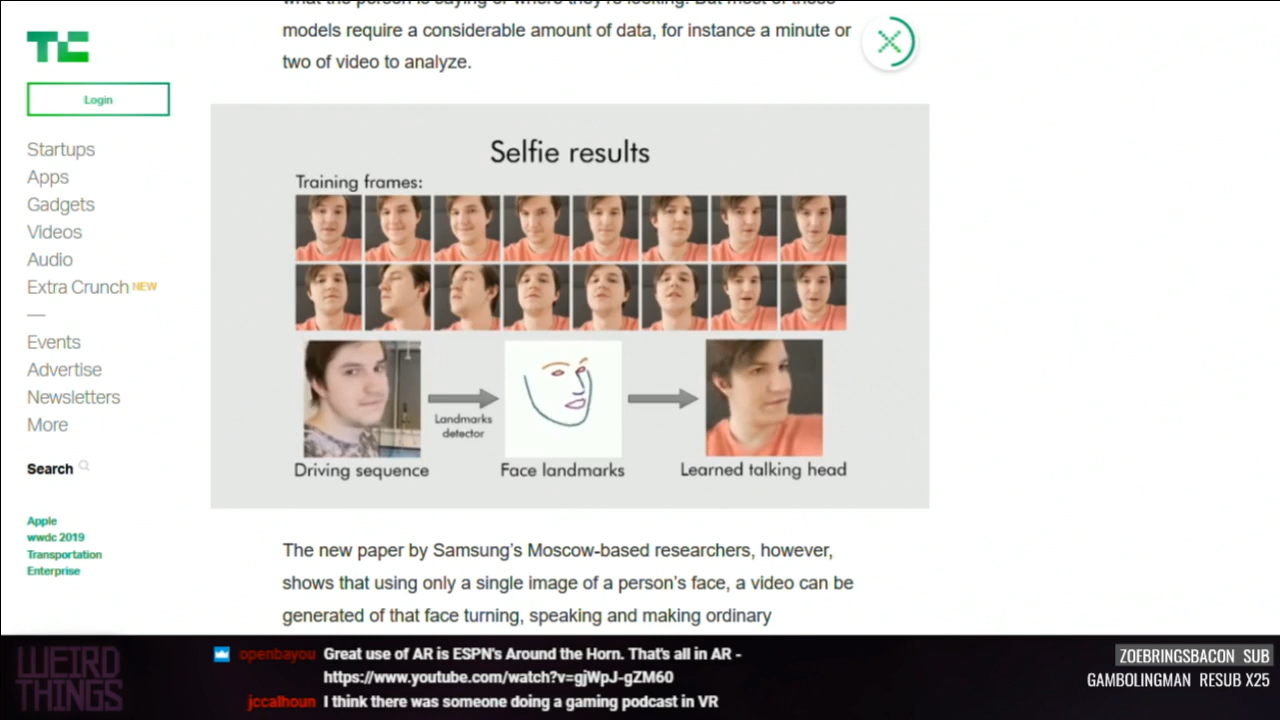 models require a considerable amount of data, for instance a minute or
two of video to analyze.
TC
Login
Startups
Apps
Gadgets
Videos
Audio
Extra Crunch NEW
—
Events
Advertise
Newsletters
More
Search
Apple
wwdc 2019
Transportation
Enterprise
Selfie results
Training frames:
Landmarks
detector
Driving sequence
Face landmarks
Learned talking head
The new paper by Samsung's Moscow-based researchers, however,
shows that using only a single image of a person's face, a video can be
generated of that face turning, speaking and making ordinary
WEIRD
THINGS
openbayou Great use of AR is ESPN's Around the Horn. That's all in AR -
https://www.youtube.com/watch?v=gjWpJ-gZM60
jccalhoun I think there was someone doing a gaming podcast in VR
ZOEBRINGSBACON SUB
GAMBOLINGMAN RESUB X25